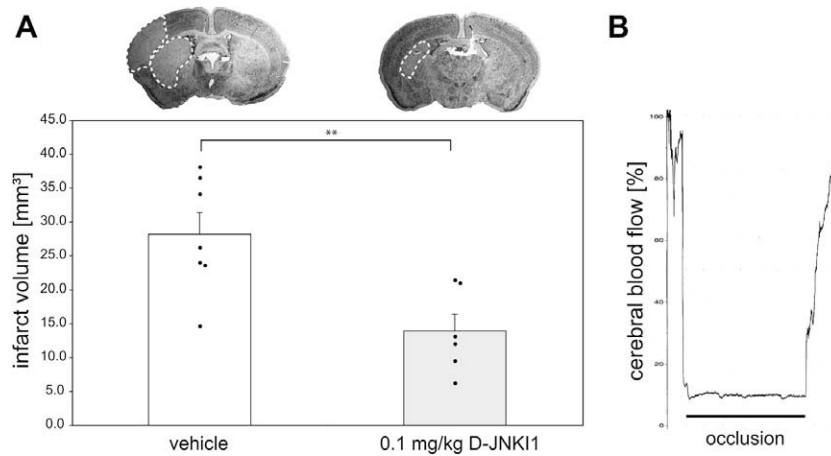 A
45.0
40.0
35.0
30.0
25.0
20.0
15.0
10.0
5.0
0.0
infarct volume [mm³]
**
vehicle
0.1 mg/kg D-JNKI1
B
100
80
60
40
20
0
cerebral blood flow [%]
occlusion